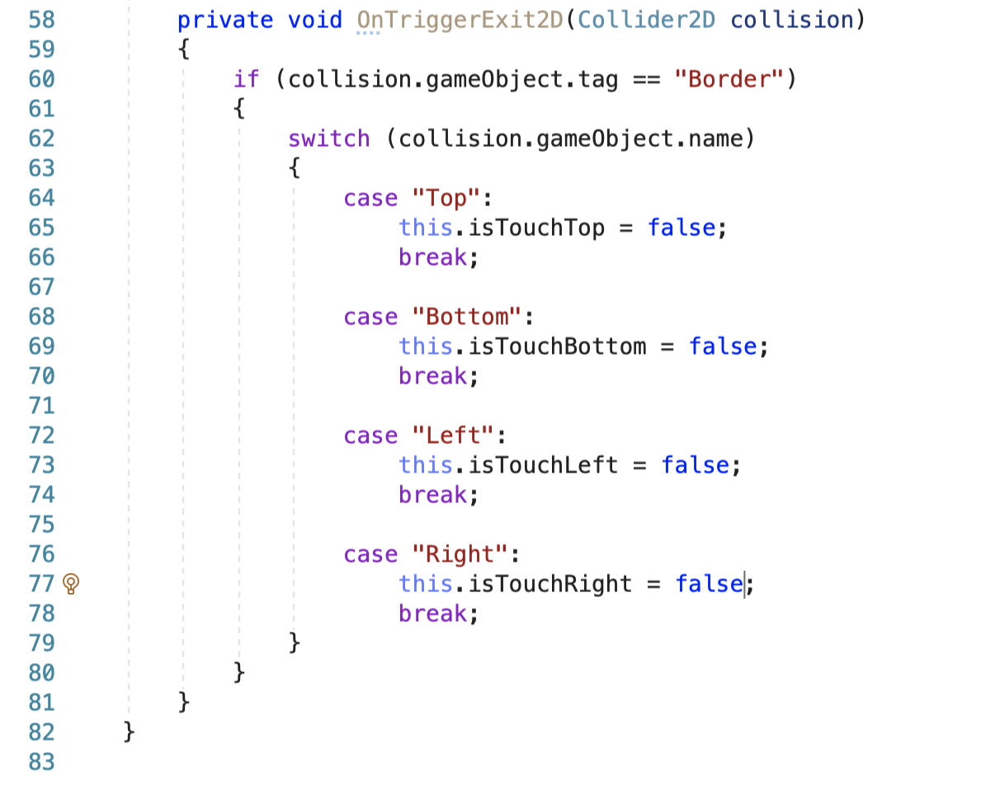 58 private void OnTriggerExit2D(Collider2D collision)
59 {
60 if (collision.gameObject.tag == "Border")
61 {
62 switch (collision.gameObject.name)
63 {
64 case "Top":
65 this.isTouchTop = false;
66 break;
67
68 case "Bottom":
69 this.isTouchBottom = false;
70 break;
71
72 case "Left":
73 this.isTouchLeft = false;
74 break;
75
76 case "Right":
77 this.isTouchRight = false;
78 break;
79 }
80 }
81 }
82 }
83